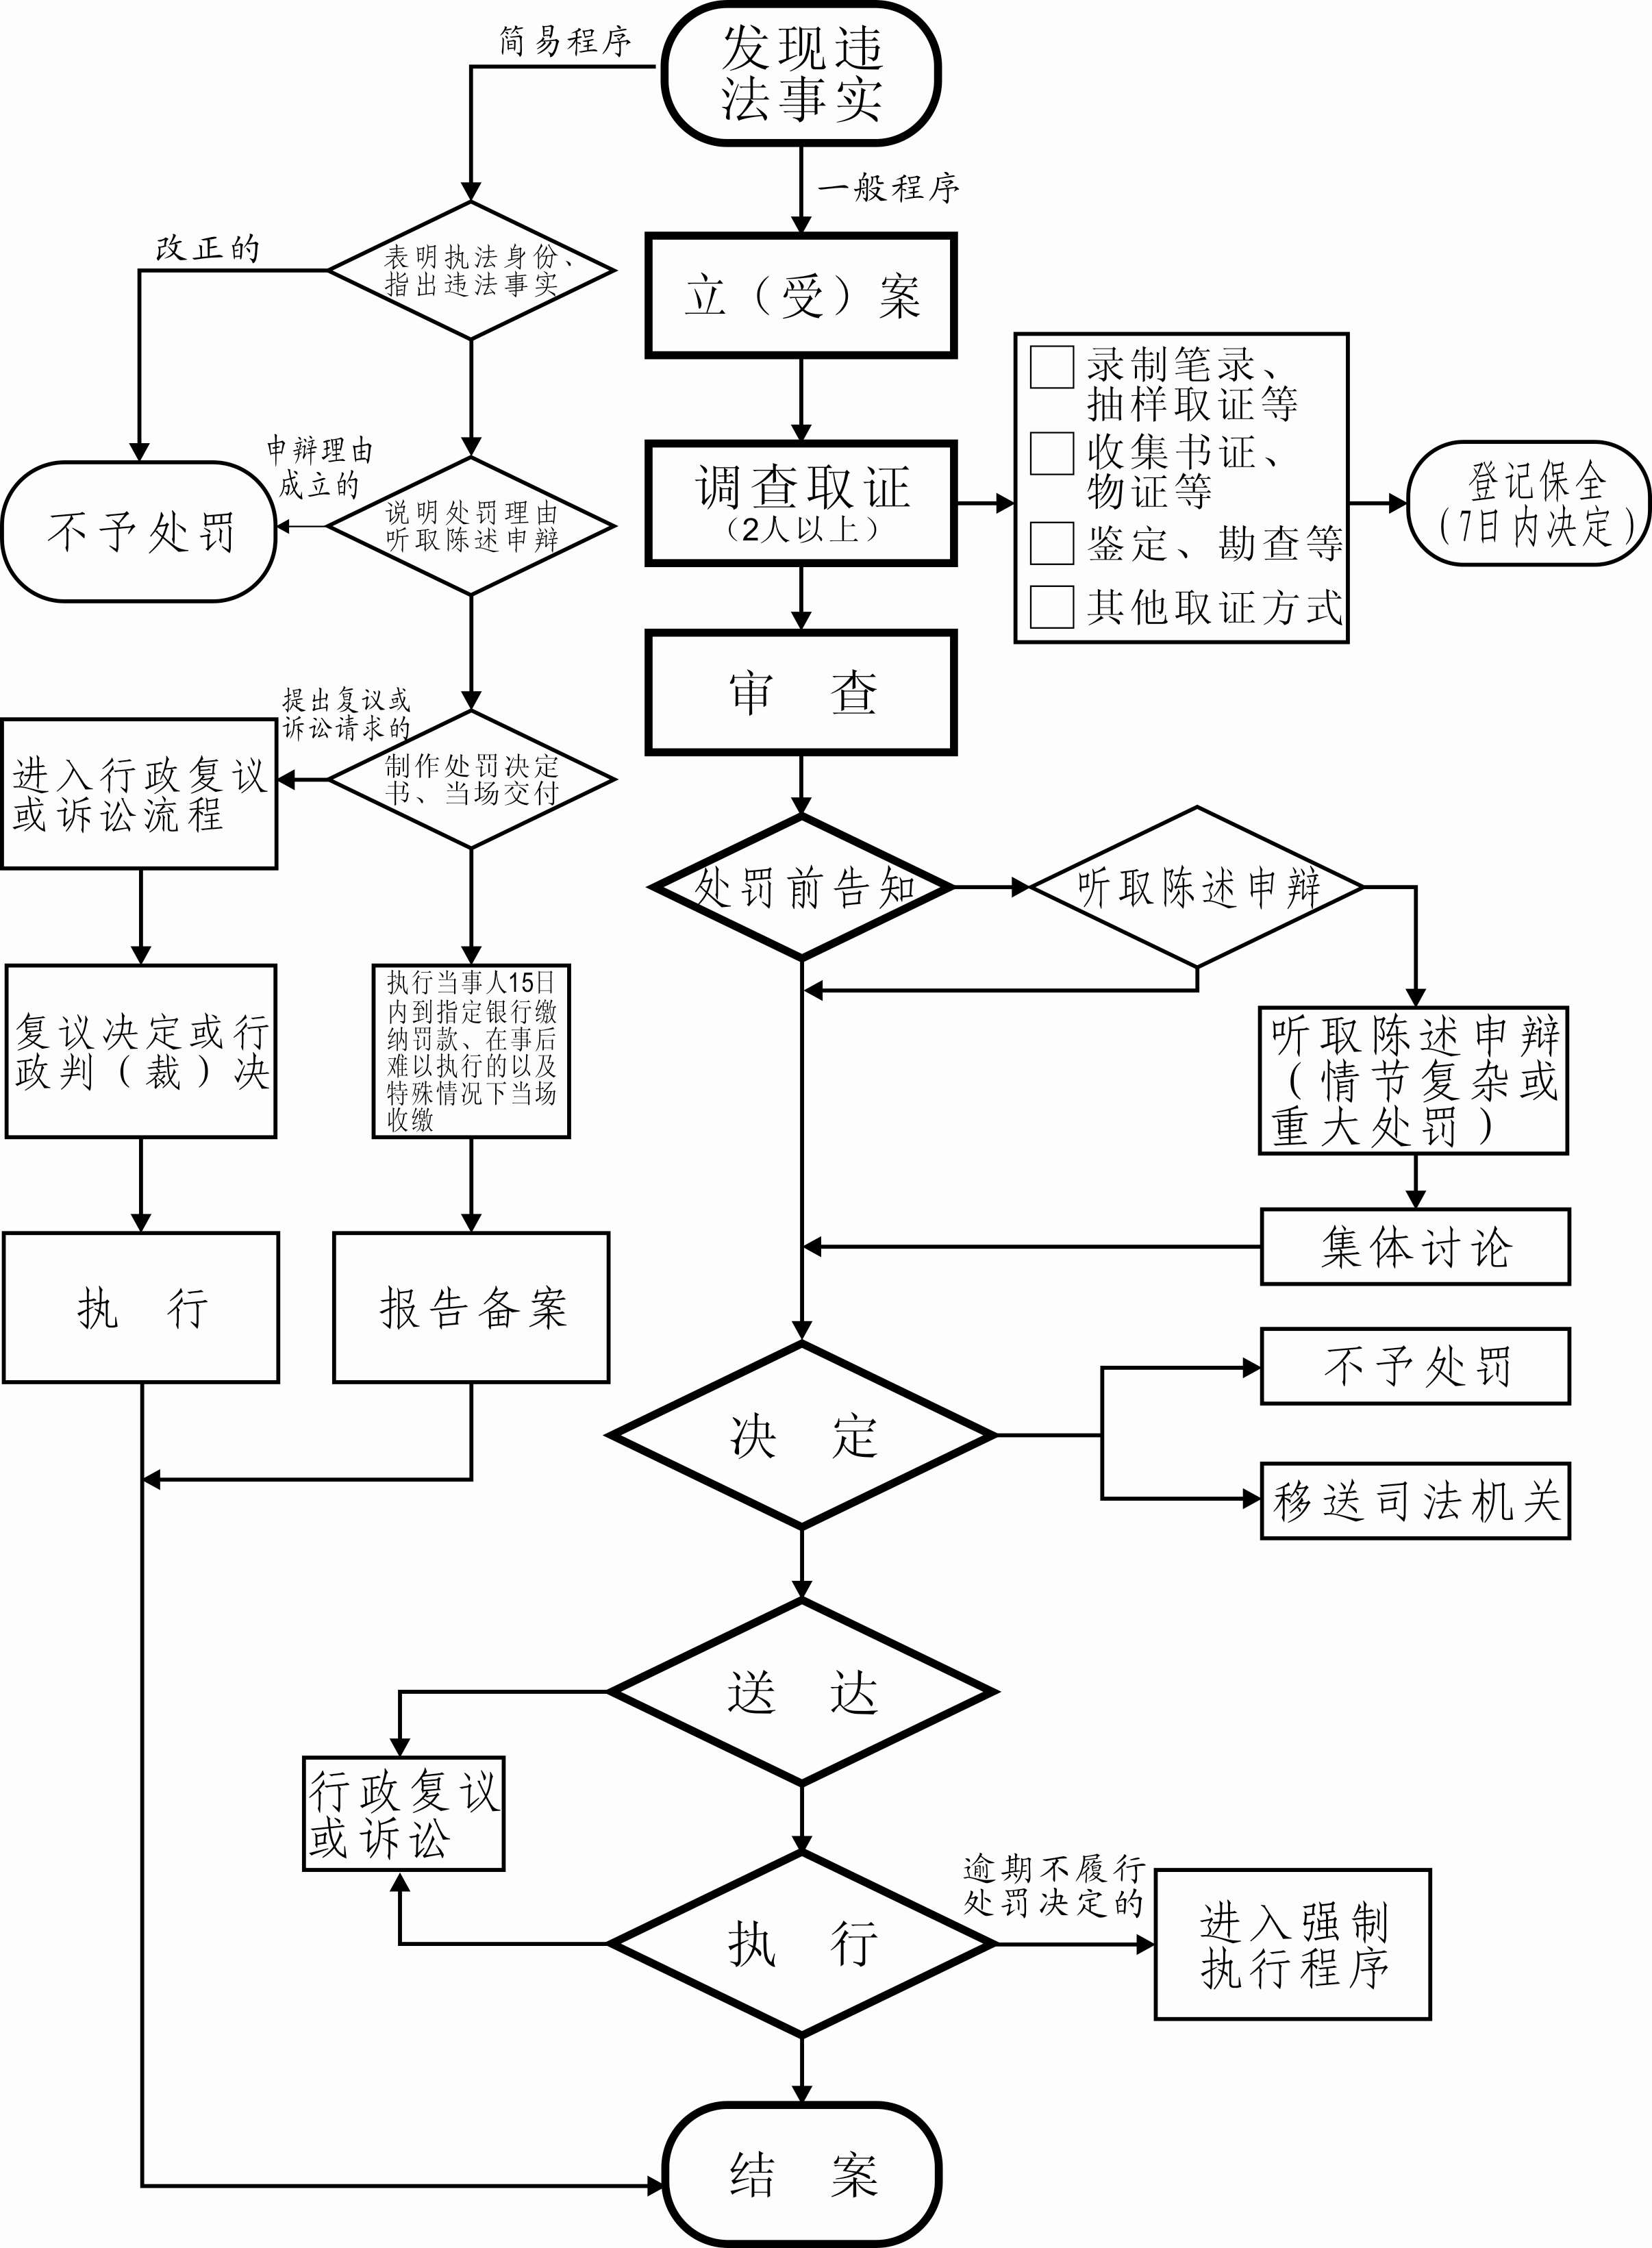 发现违
法事实
简易程序
一般程序
改正的
表明执法身份、
指出违法事实
立（受）案
录制笔录、
抽样取证等
收集书证、
物证等
鉴定、勘查等
其他取证方式
登记保全
(7日内决定)
调查取证
（2人以上）
申辩理由
成立的
不予处罚
说明处罚理由
听取陈述申辩
审 查
提出复议或
诉讼请求的
进入行政复议
或诉讼流程
制作处罚决定
书、当场交付
处罚前告知
听取陈述申辩
复议决定或行
政判（裁）决
执行当事人15日
内到指定银行缴
纳罚款、在事后
难以执行的以及
特殊情况下当场
收缴
听取陈述申辩
（情节复杂或
重大处罚）
集体讨论
执 行
报告备案
不予处罚
决 定
移送司法机关
送 达
行政复议
或诉讼
执 行
逾期不履行
处罚决定的
进入强制
执行程序
结 案